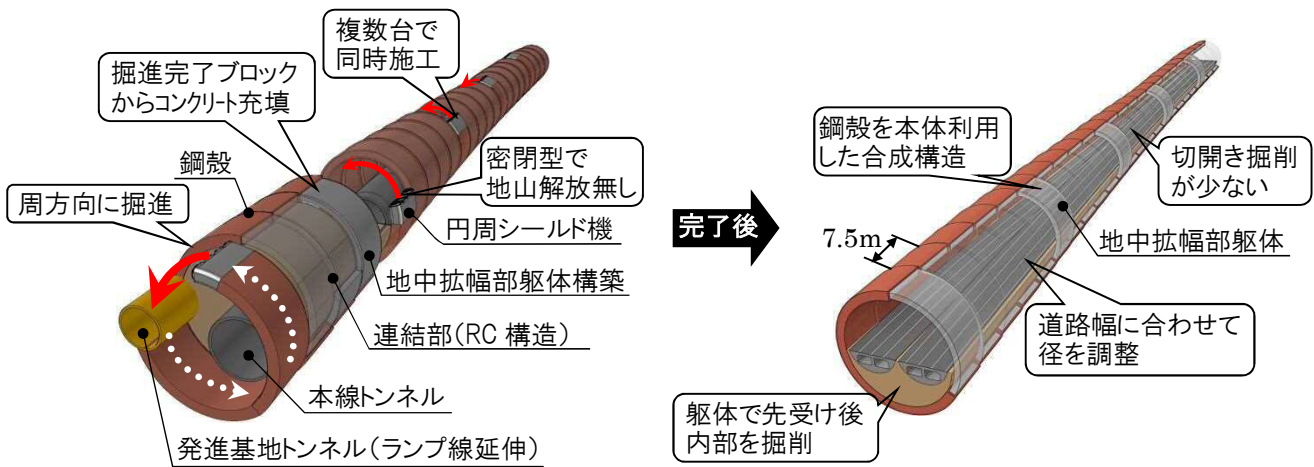 複数台で
同時施工
掘進完了ブロック
からコンクリート充填
鋼殻
周方向に掘進
密閉型で
地山解放無し
円周シールド機
地中拡幅部躯体構築
連結部(RC 構造)
本線トンネル
発進基地トンネル(ランプ線延伸)
完了後
鋼殻を本体利用
した合成構造
切開き掘削
が少ない
7.5m
地中拡幅部躯体
道路幅に合わせて
径を調整
躯体で先受け後
内部を掘削